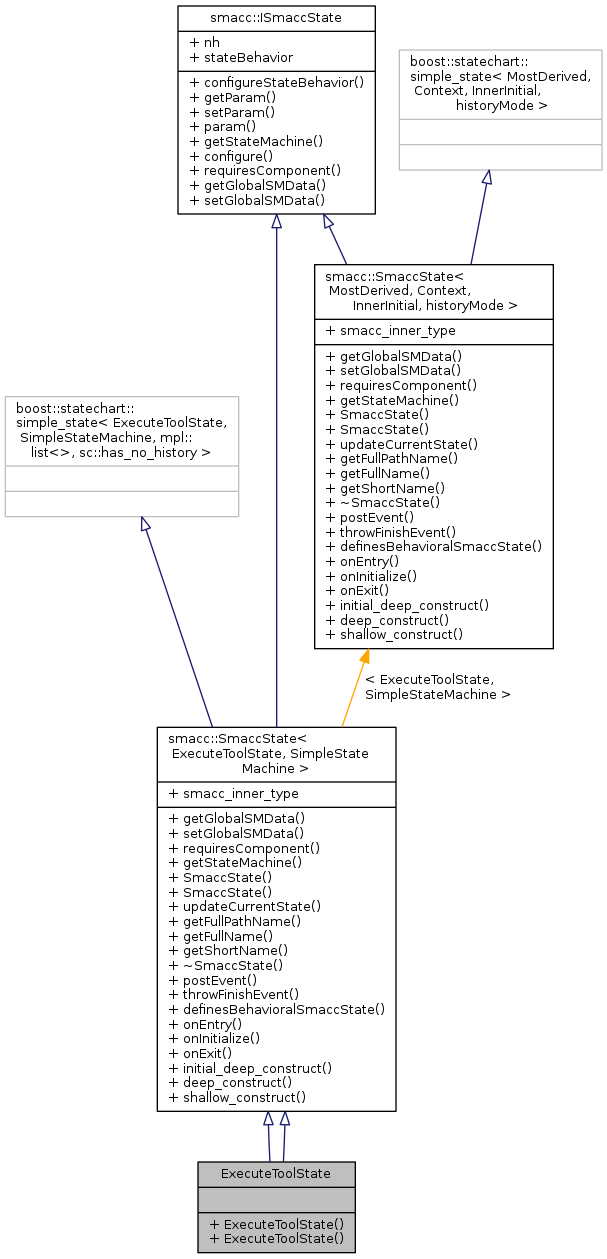 smacc::ISmaccState
+ nh
+ stateBehavior
+ configureStateBehavior()
+ getParam()
+ setParam()
+ param()
+ getStateMachine()
+ configure()
+ requiresComponent()
+ getGlobalSMData()
+ setGlobalSMData()
boost::statechart::
simple_state< MostDerived,
Context, InnerInitial,
historyMode >
smacc::SmaccState<
MostDerived, Context,
InnerInitial, historyMode >
+ smacc_inner_type
+ getGlobalSMData()
+ setGlobalSMData()
+ requiresComponent()
+ getStateMachine()
+ SmaccState()
+ SmaccState()
+ updateCurrentState()
+ getFullPathName()
+ getFullName()
+ getShortName()
+ ~SmaccState()
+ postEvent()
+ throwFinishEvent()
+ definesBehavioralSmaccState()
+ onEntry()
+ onInitialize()
+ onExit()
+ initial_deep_construct()
+ deep_construct()
+ shallow_construct()
boost::statechart::
simple_state< ExecuteToolState,
SimpleStateMachine, mpl::
list<>, sc::has_no_history >
< ExecuteToolState,
SimpleStateMachine >
smacc::SmaccState<
ExecuteToolState, SimpleState
Machine >
+ smacc_inner_type
+ getGlobalSMData()
+ setGlobalSMData()
+ requiresComponent()
+ getStateMachine()
+ SmaccState()
+ SmaccState()
+ updateCurrentState()
+ getFullPathName()
+ getFullName()
+ getShortName()
+ ~SmaccState()
+ postEvent()
+ throwFinishEvent()
+ definesBehavioralSmaccState()
+ onEntry()
+ onInitialize()
+ onExit()
+ initial_deep_construct()
+ deep_construct()
+ shallow_construct()
ExecuteToolState
+ ExecuteToolState()
+ ExecuteToolState()